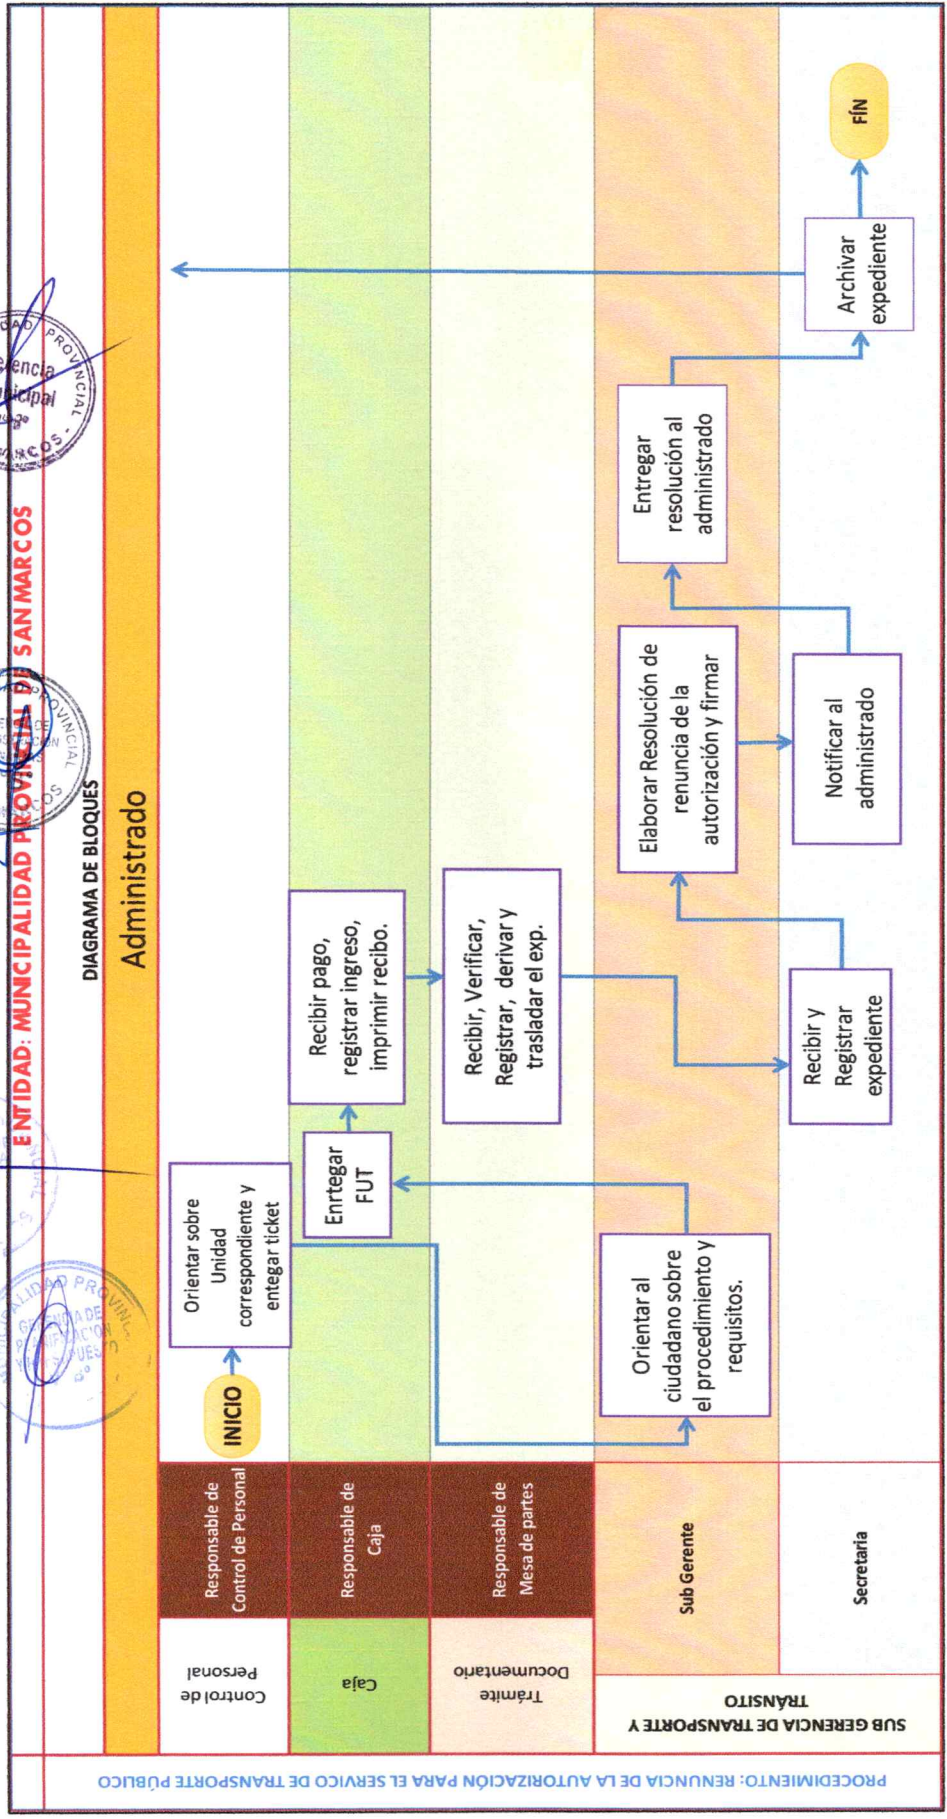 ENTIDAD: MUNICIPALIDAD PROVINCIAL DE SAN MARCOS
DIAGRAMA DE BLOQUES
Administrado
PROCEDIMIENTO: RENUNCIA DE LA AUTORIZACIÓN PARA EL SERVICO DE TRANSPORTE PÚBLICO
Control de
Personal
Responsable de
Control de Personal
INICIO
Orientar sobre
Unidad
correspondiente y
entegar ticket
Caja
Responsable de
Caja
Enrtegar
FUT
Recibir pago,
registrar ingreso,
imprimir recibo.
Trámite
Documentario
Responsable de
Mesa de partes
Recibir, Verificar,
Registrar, derivar y
trasladar el exp.
SUB GERENCIA DE TRANSPORTE Y
TRÁNSITO
Sub Gerente
Orientar al
ciudadano sobre
el procedimiento y
requisitos.
Elaborar Resolución de
renuncia de la
autorización y firmar
Entregar
resolución al
administrado
Secretaria
Recibir y
Registrar
expediente
Notificar al
administrado
Archivar
expediente
FÍN